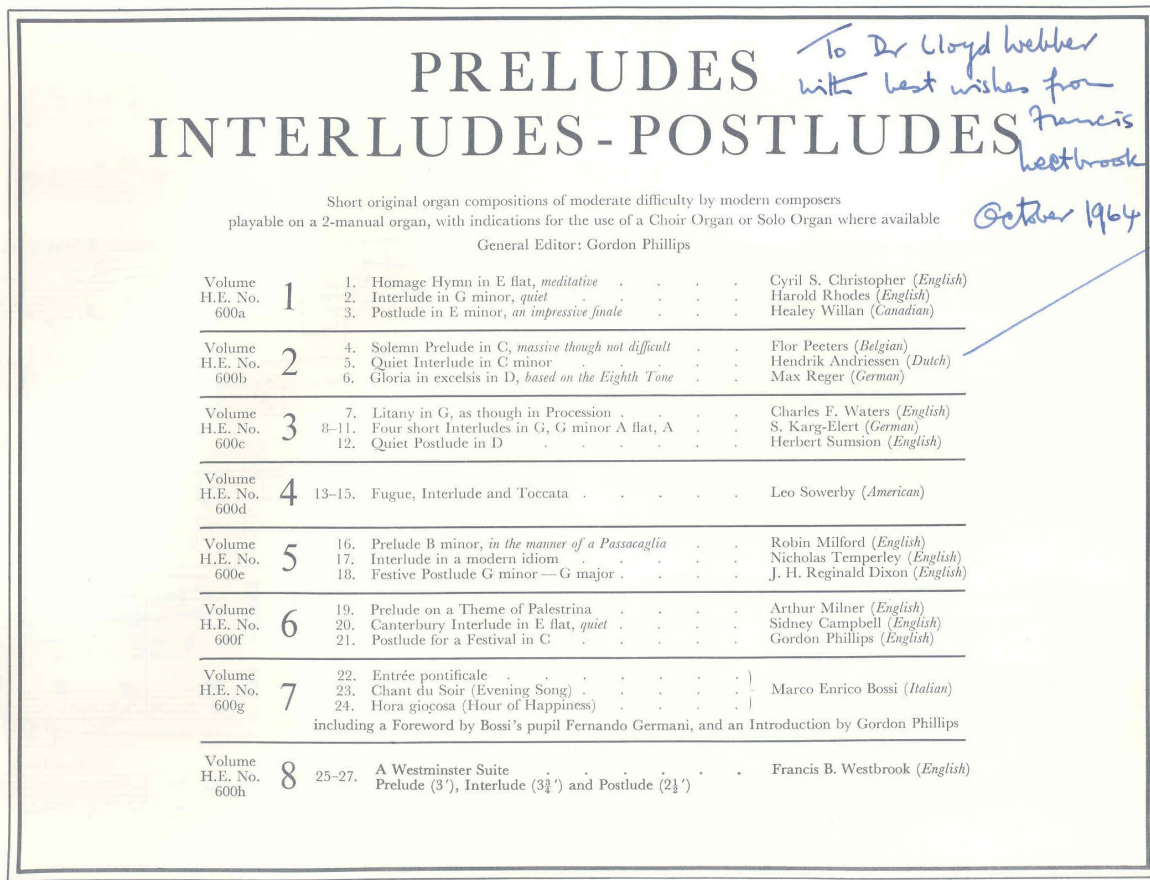 PRELUDES
INTERLUDES - POSTLUDES
To Dr Lloyd Webber
with best wishes from
Francis
Westbrook
October 1964
Short original organ compositions of moderate difficulty by modern composers
playable on a 2-manual organ, with indications for the use of a Choir Organ or Solo Organ where available
General Editor: Gordon Phillips
Volume H.E. No. 600a 1
1. Homage Hymn in E flat, meditative . . . . Cyril S. Christopher (English)
2. Interlude in G minor, quiet . . . . . Harold Rhodes (English)
3. Postlude in E minor, an impressive finale . . . Healey Willan (Canadian)
Volume H.E. No. 600b 2
4. Solemn Prelude in C, massive though not difficult . . Flor Peeters (Belgian)
5. Quiet Interlude in C minor . . . . . Hendrik Andriessen (Dutch)
6. Gloria in excelsis in D, based on the Eighth Tone . . Max Reger (German)
Volume H.E. No. 600c 3
7. Litany in G, as though in Procession . . . . Charles F. Waters (English)
8–11. Four short Interludes in G, G minor A flat, A . . S. Karg-Elert (German)
12. Quiet Postlude in D . . . . . . Herbert Sumsion (English)
Volume H.E. No. 600d 4
13–15. Fugue, Interlude and Toccata . . . . . Leo Sowerby (American)
Volume H.E. No. 600e 5
16. Prelude B minor, in the manner of a Passacaglia . . Robin Milford (English)
17. Interlude in a modern idiom . . . . . Nicholas Temperley (English)
18. Festive Postlude G minor — G major . . . . J. H. Reginald Dixon (English)
Volume H.E. No. 600f 6
19. Prelude on a Theme of Palestrina . . . . Arthur Milner (English)
20. Canterbury Interlude in E flat, quiet . . . . Sidney Campbell (English)
21. Postlude for a Festival in C . . . . . Gordon Phillips (English)
Volume H.E. No. 600g 7
22. Entrée pontificale . . . . . . .
23. Chant du Soir (Evening Song) . . . . . Marco Enrico Bossi (Italian)
24. Hora giocosa (Hour of Happiness) . . . .
including a Foreword by Bossi's pupil Fernando Germani, and an Introduction by Gordon Phillips
Volume H.E. No. 600h 8
25–27. A Westminster Suite . . . . . . Francis B. Westbrook (English)
Prelude (3′), Interlude (3¾′) and Postlude (2½′)